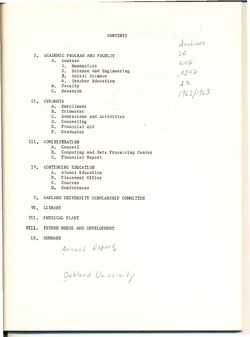 CONTENTS
Archives
LD
4142
.O842
A2
1962/1963
I. ACADEMIC PROGRAM AND FACULTY
A. Courses
1. Humanities
2. Science and Engineering
3. Social Science
4. Teacher Education
B. Faculty
C. Research
II. STUDENTS
A. Enrollment
B. Trimester
C. Admissions and Activities
D. Counseling
E. Financial Aid
F. Graduates
III. ADMINISTRATION
A. General
B. Computing and Data Processing Center
C. Financial Report
IV. CONTINUING EDUCATION
A. Alumni Education
B. Placement Office
C. Courses
D. Conferences
V. OAKLAND UNIVERSITY SCHOLARSHIP COMMITTEE
VI. LIBRARY
VII. PHYSICAL PLANT
VIII. FUTURE NEEDS AND DEVELOPMENT
IX. SUMMARY
Annual Report
Oakland University